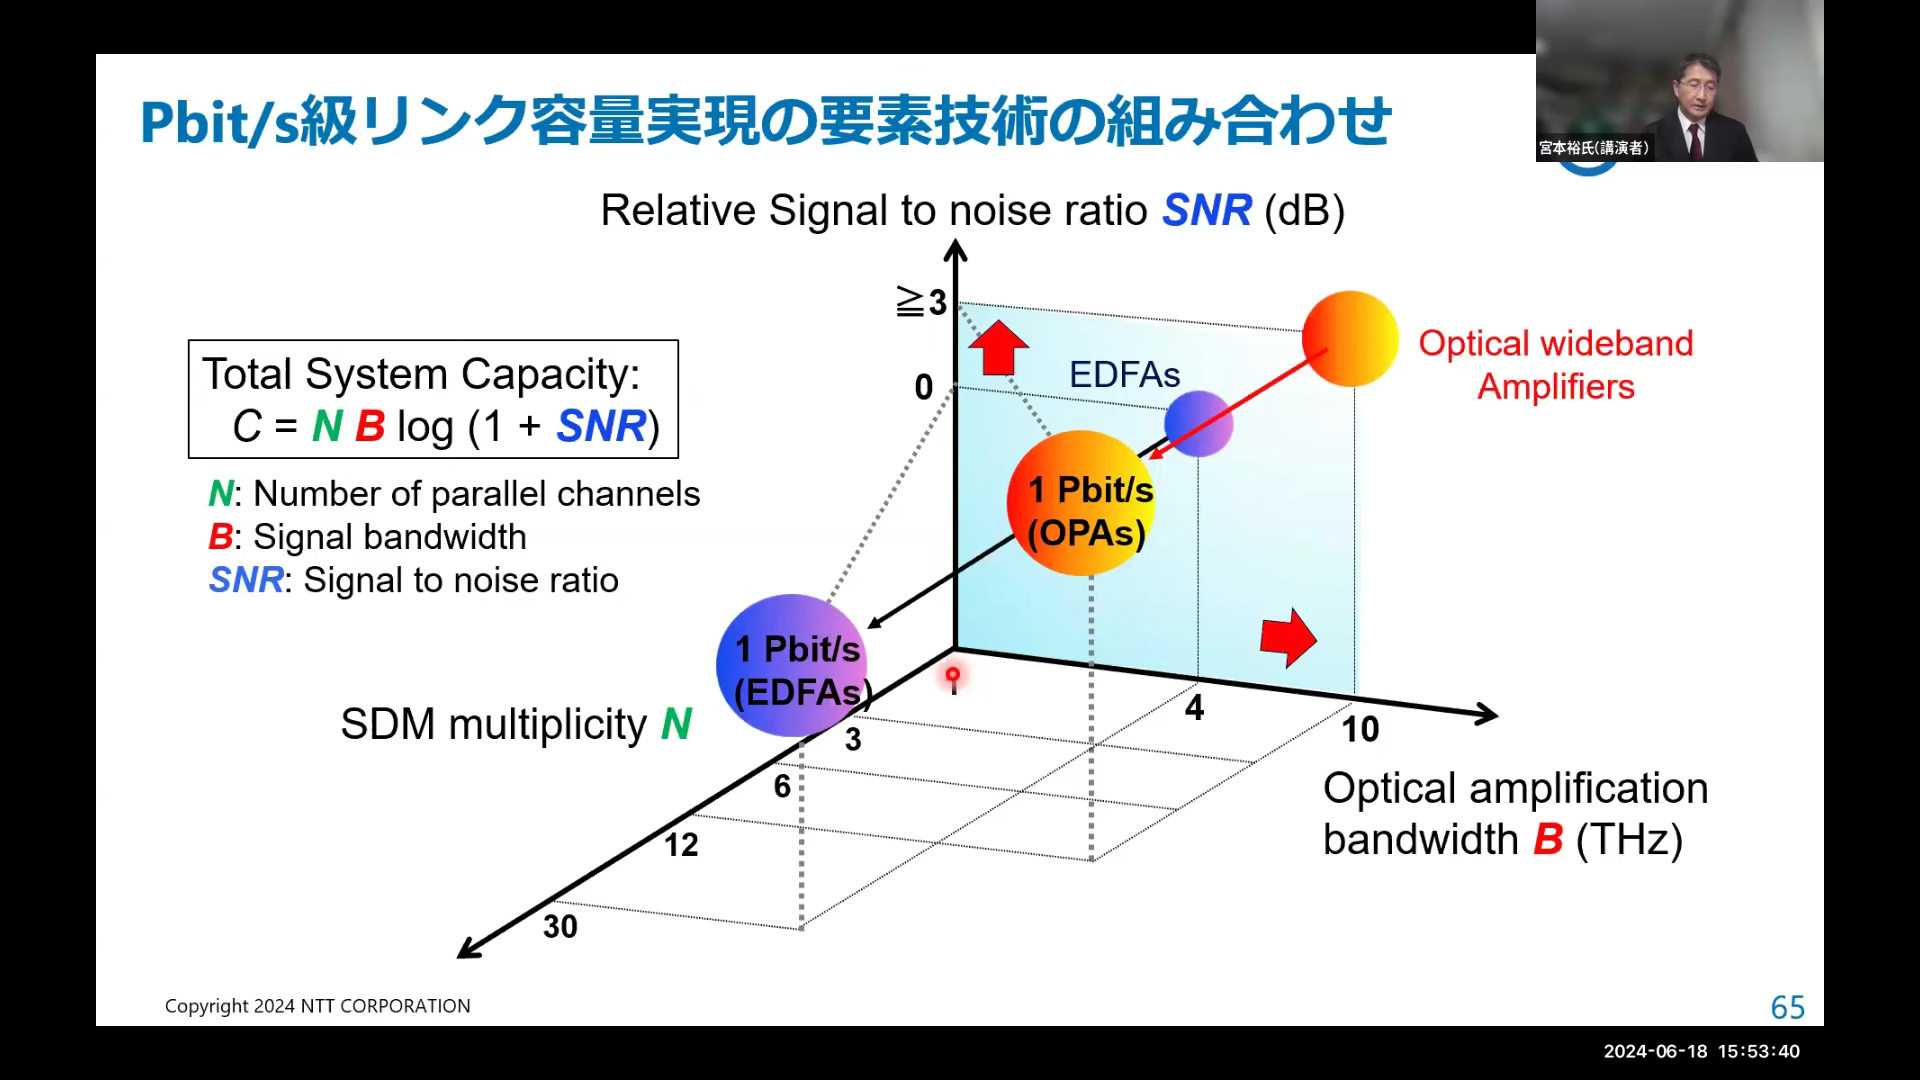 Pbit/s級リンク容量実現の要素技術の組み合わせ
宮本裕氏(講演者)
Relative Signal to noise ratio SNR (dB)
≧3
0
EDFAs
Optical wideband
Amplifiers
Total System Capacity:
C = N B log (1 + SNR)
N: Number of parallel channels
B: Signal bandwidth
SNR: Signal to noise ratio
1 Pbit/s
(OPAs)
1 Pbit/s
(EDFAs)
SDM multiplicity N
1
3
6
12
30
4
10
Optical amplification
bandwidth B (THz)
Copyright 2024 NTT CORPORATION
65
2024-06-18 15:53:40